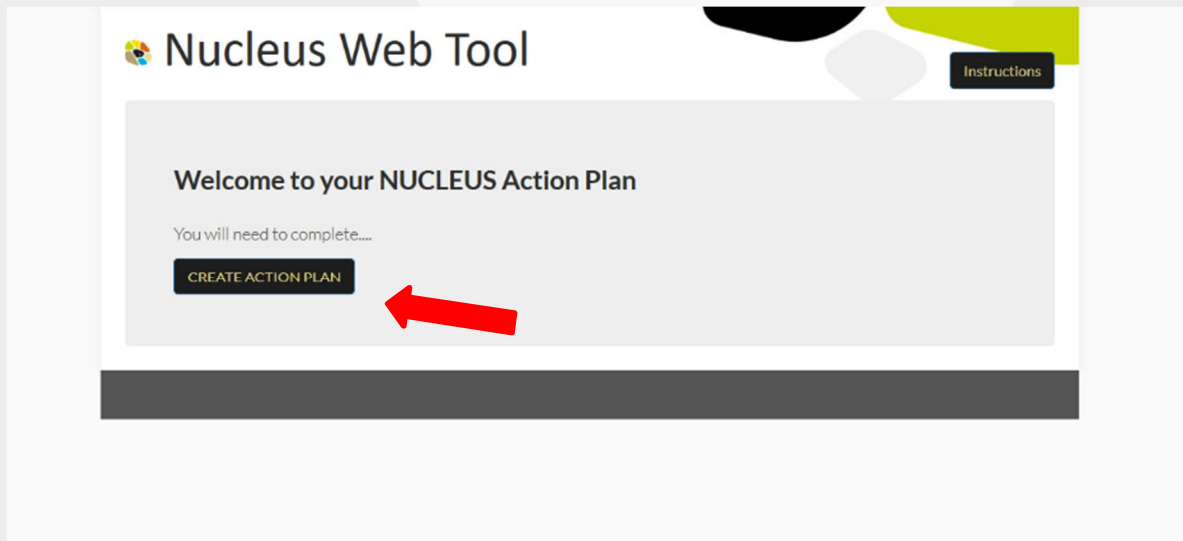 Nucleus Web Tool
Instructions
Welcome to your NUCLEUS Action Plan
You will need to complete....
CREATE ACTION PLAN